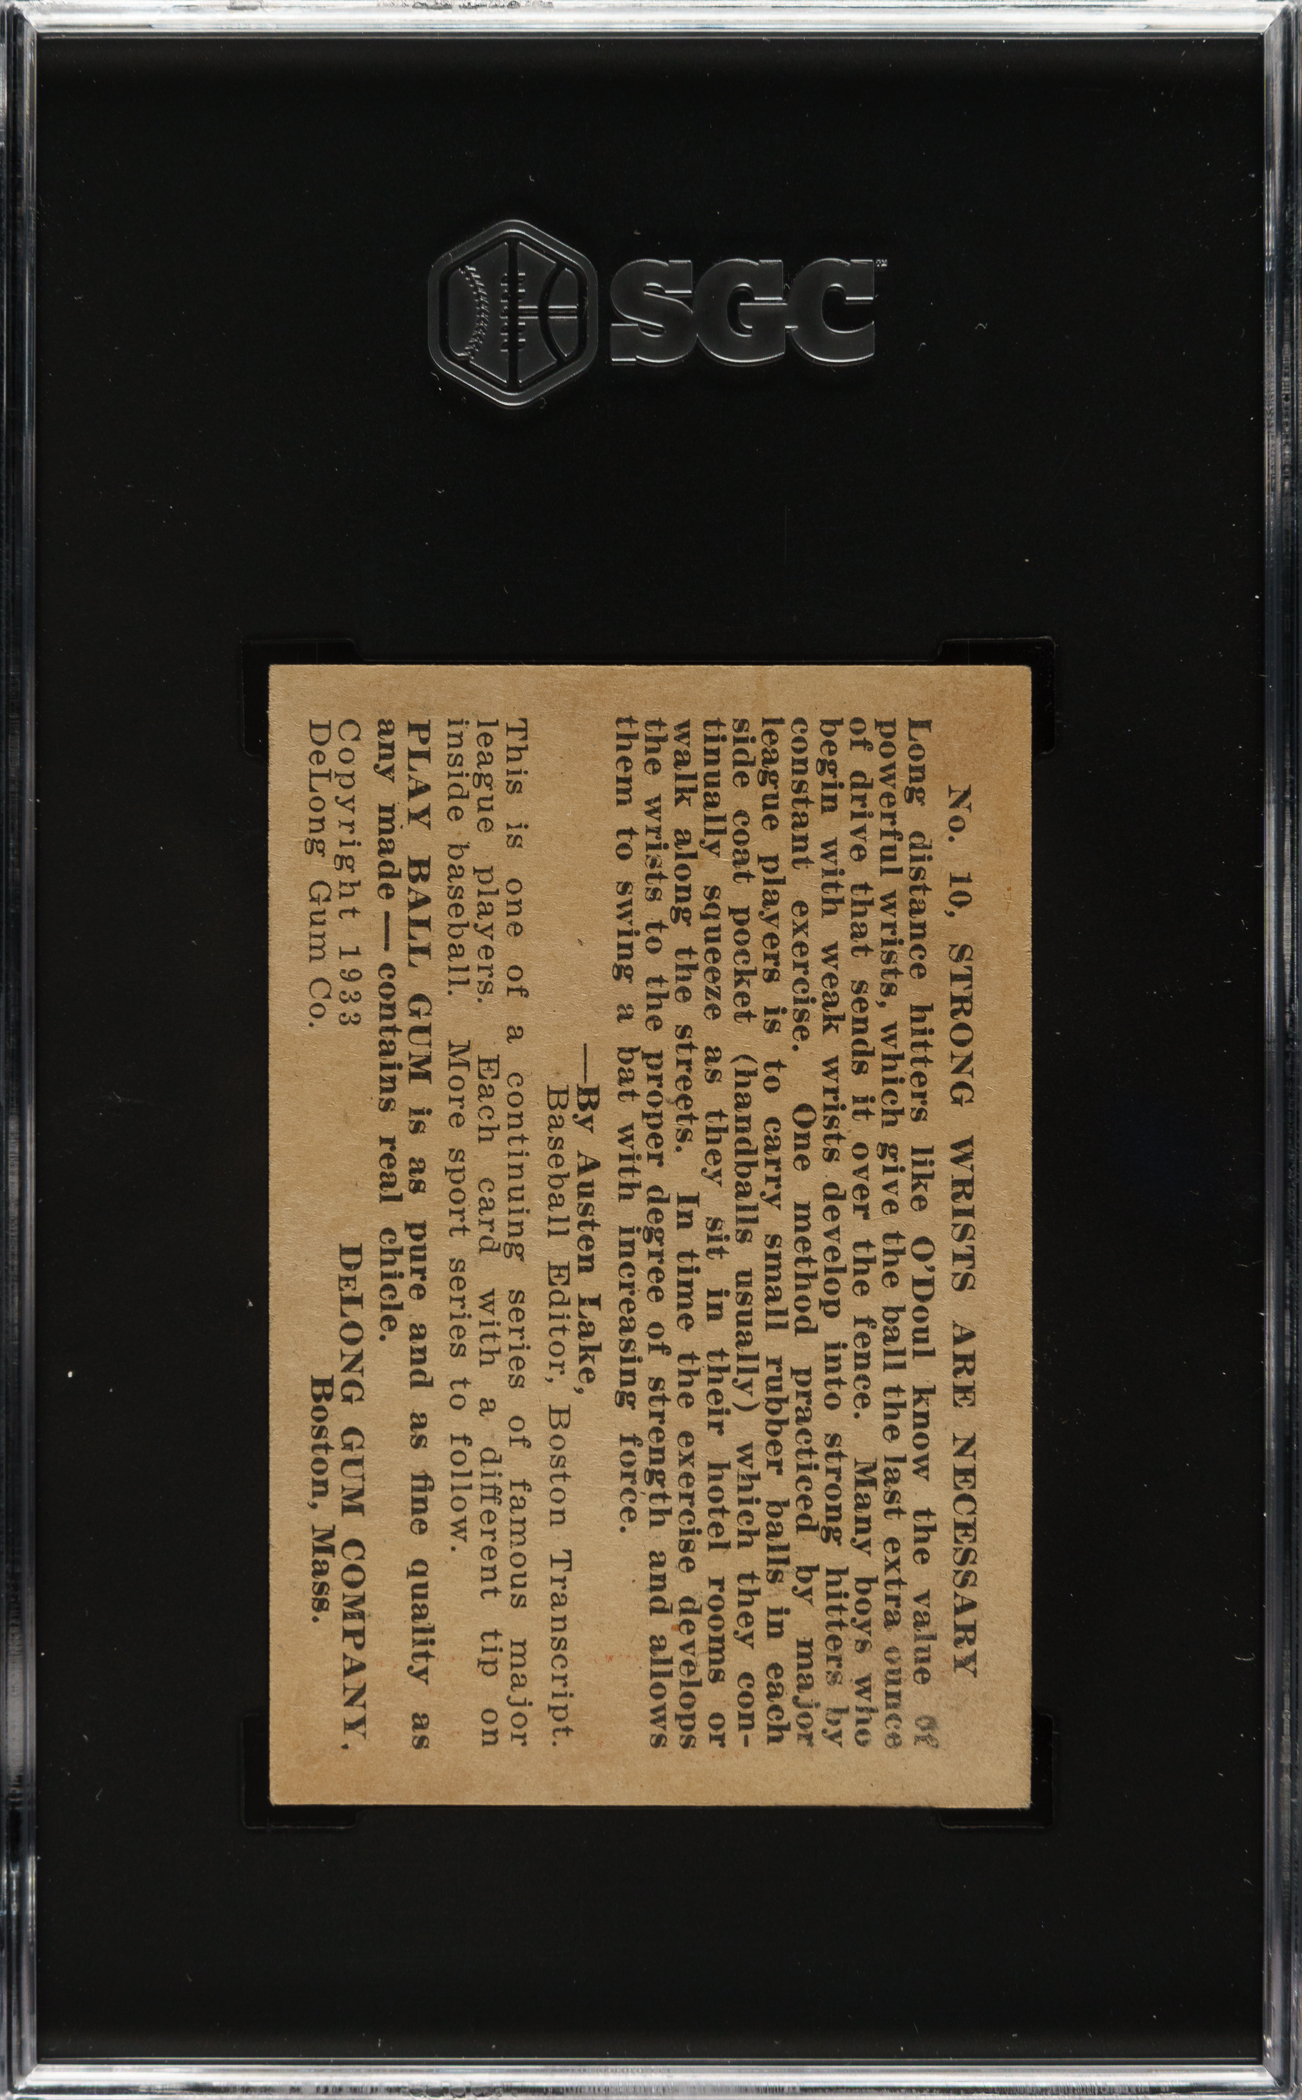 SGC
No. 10, STRONG WRISTS ARE NECESSARY
Long distance hitters like O'Doul know the value of
powerful wrists, which give the ball the last extra ounce
of drive that sends it over the fence. Many boys who
begin with weak wrists develop into strong hitters by
constant exercise. One method practiced by major
league players is to carry small rubber balls in each
side coat pocket (handballs usually) which they con-
tinually squeeze as they sit in their hotel rooms or
walk along the streets. In time the exercise develops
the wrists to the proper degree of strength and allows
them to swing a bat with increasing force.
—By Austen Lake,
Baseball Editor, Boston Transcript.
This is one of a continuing series of famous major
league players. Each card with a different tip on
inside baseball. More sport series to follow.
PLAY BALL GUM is as pure and as fine quality as
any made — contains real chicle.
Copyright 1933 DELONG GUM COMPANY,
DeLong Gum Co. Boston, Mass.